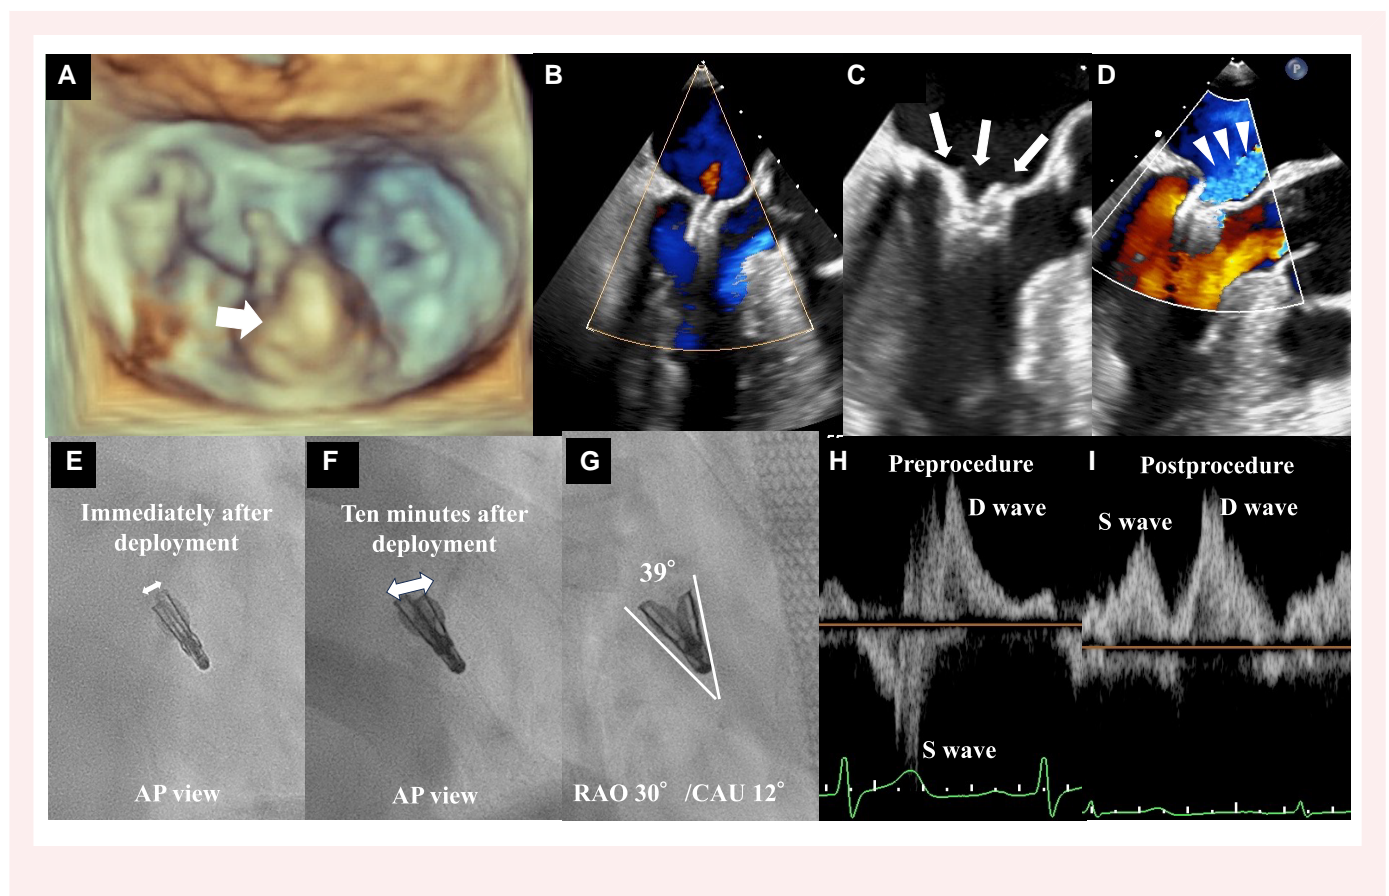 A
B
C
D
P
E
Immediately after
deployment
AP view
F
Ten minutes after
deployment
AP view
G
39°
RAO 30° /CAU 12°
H
Preprocedure
D wave
S wave
I
Postprocedure
S wave
D wave